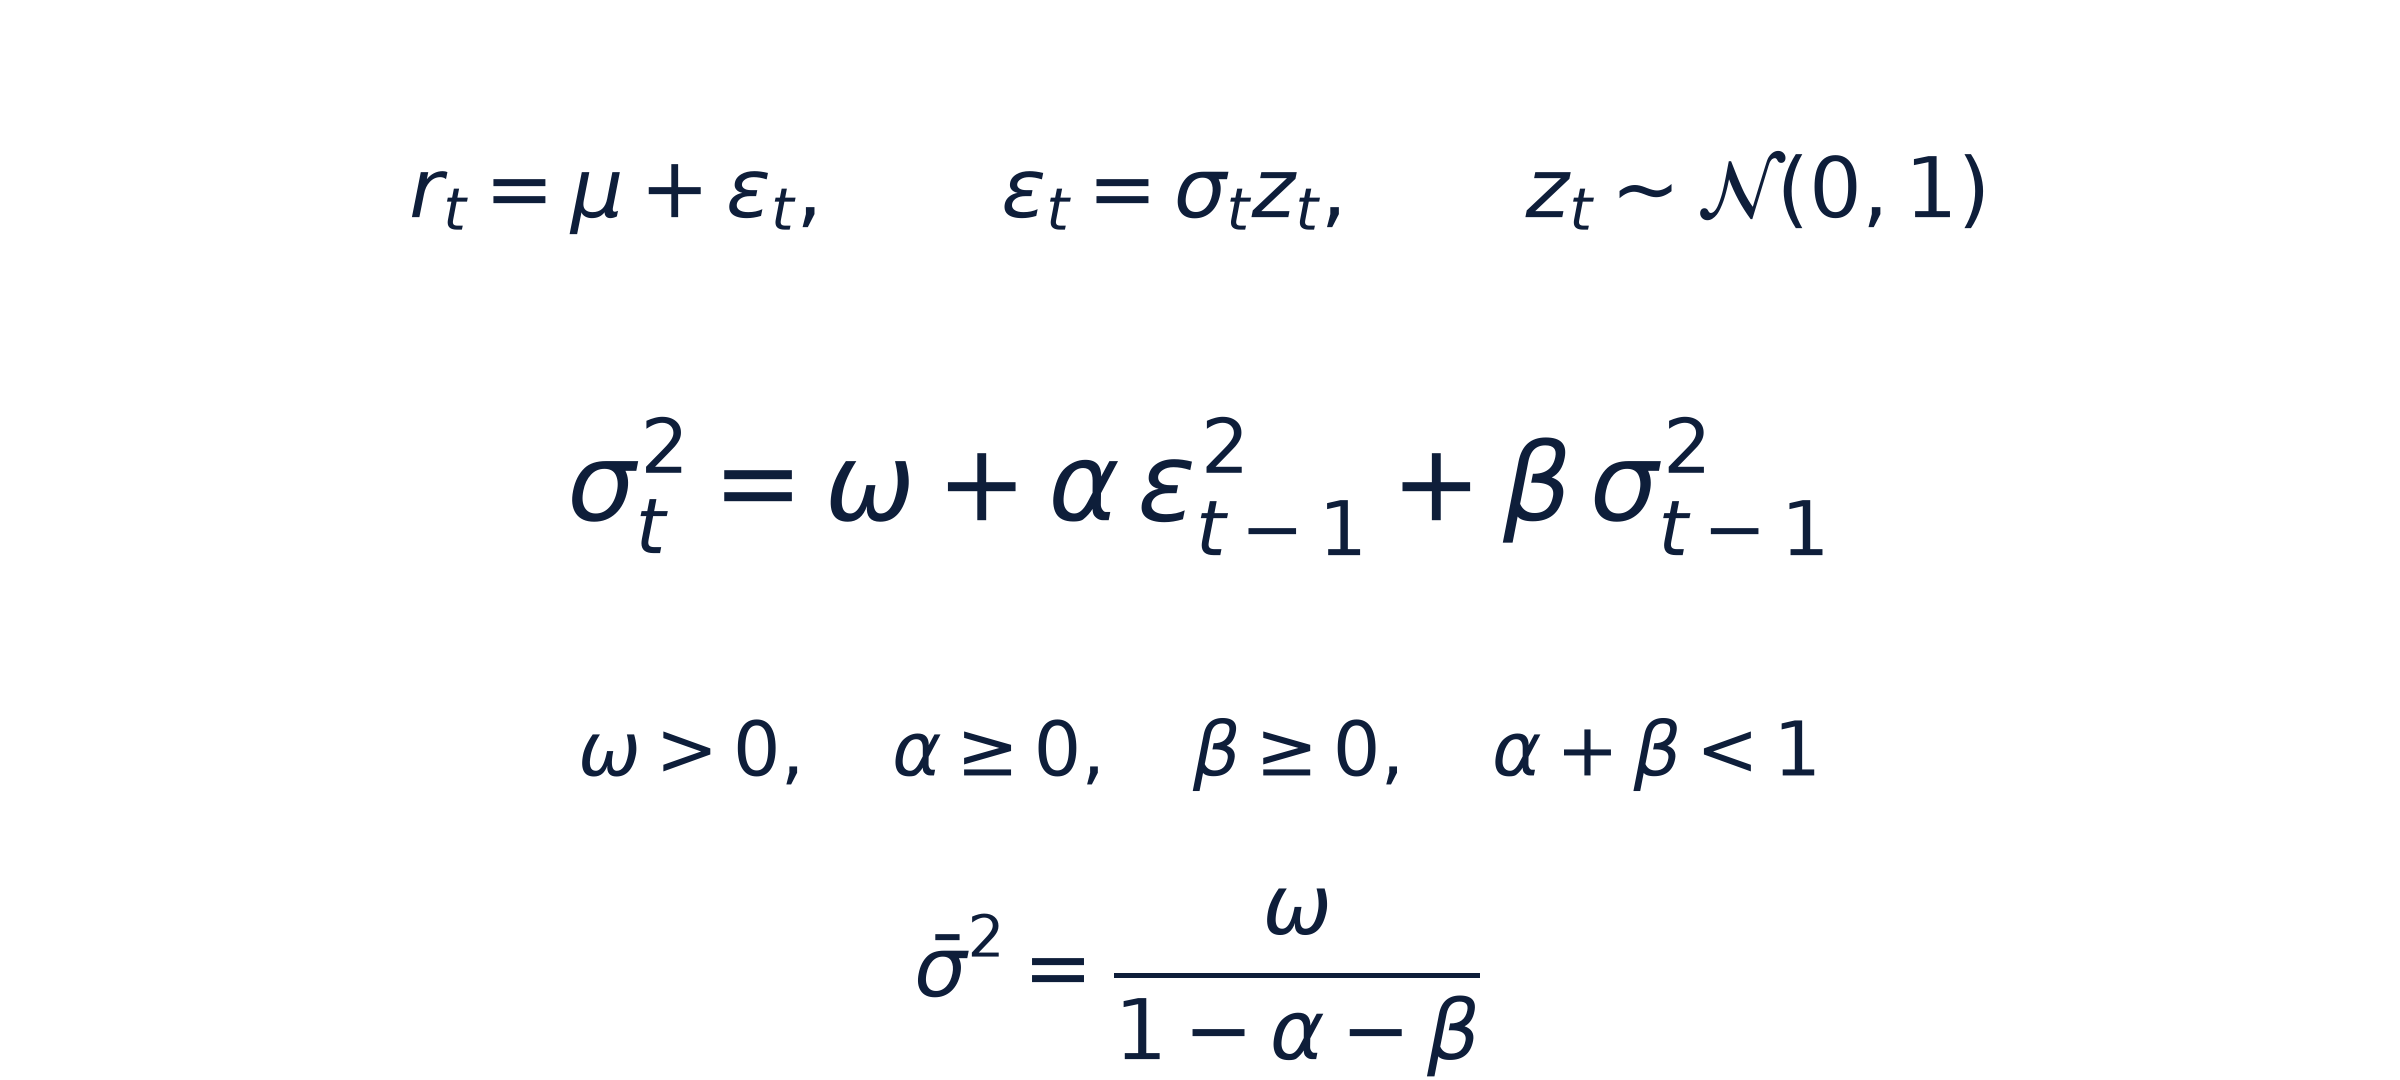 r_t = μ + ε_t,   ε_t = σ_t z_t,   z_t ∼ 𝒩(0, 1)
σ_t^2 = ω + α ε_{t−1}^2 + β σ_{t−1}^2
ω > 0,   α ≥ 0,   β ≥ 0,   α + β < 1
σ̄^2 = \frac{ω}{1 − α − β}